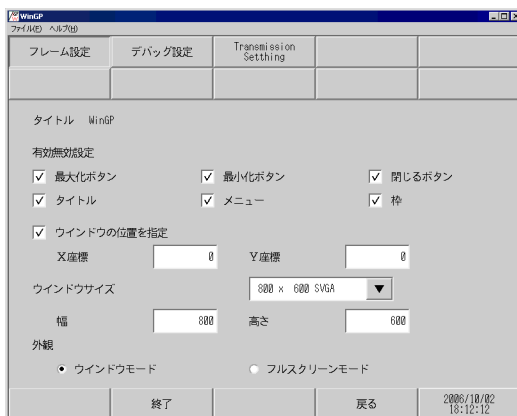 WinGP
ファイル(F) ヘルプ(H)
フレーム設定 デバッグ設定 Transmission Setthing
タイトル WinGP
有効無効設定
最大化ボタン 最小化ボタン 閉じるボタン
タイトル メニュー 枠
ウインドウの位置を指定
X座標 0 Y座標 0
ウインドウサイズ 800 x 600 SVGA
幅 800 高さ 600
外観
ウインドウモード フルスクリーンモード
終了 戻る 2006/10/02 18:12:12